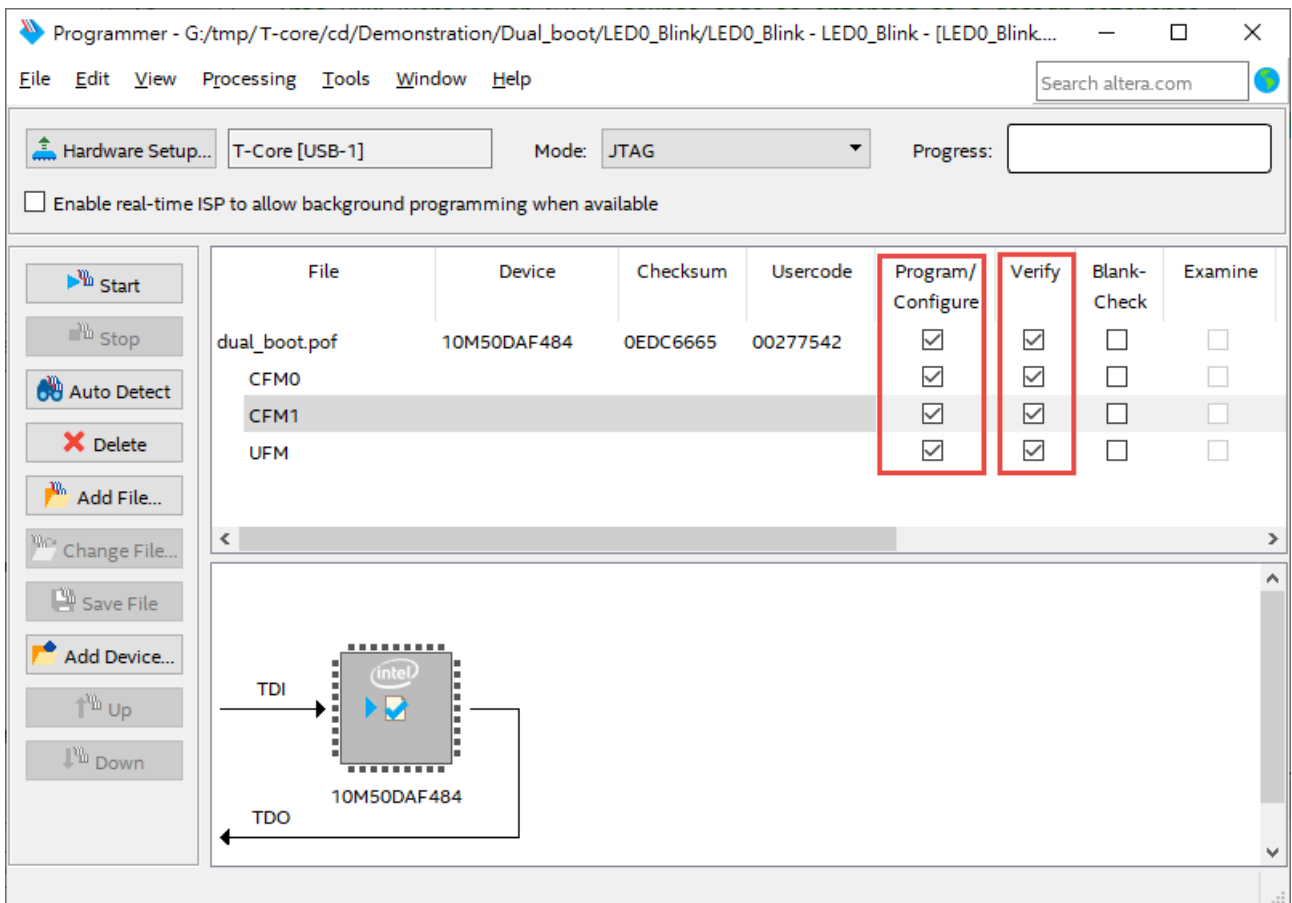 Programmer - G:/tmp/T-core/cd/Demonstration/Dual_boot/LED0_Blink/LED0_Blink - LED0_Blink - [LED0_Blink....
File Edit View Processing Tools Window Help
Search altera.com
Hardware Setup... T-Core [USB-1] Mode: JTAG Progress:
Enable real-time ISP to allow background programming when available
Start
Stop
Auto Detect
Delete
Add File...
Change File...
Save File
Add Device...
Up
Down
File Device Checksum Usercode Program/ Verify Blank- Examine
Configure Check
dual_boot.pof 10M50DAF484 0EDC6665 00277542
CFM0
CFM1
UFM
intel
TDI
10M50DAF484
TDO